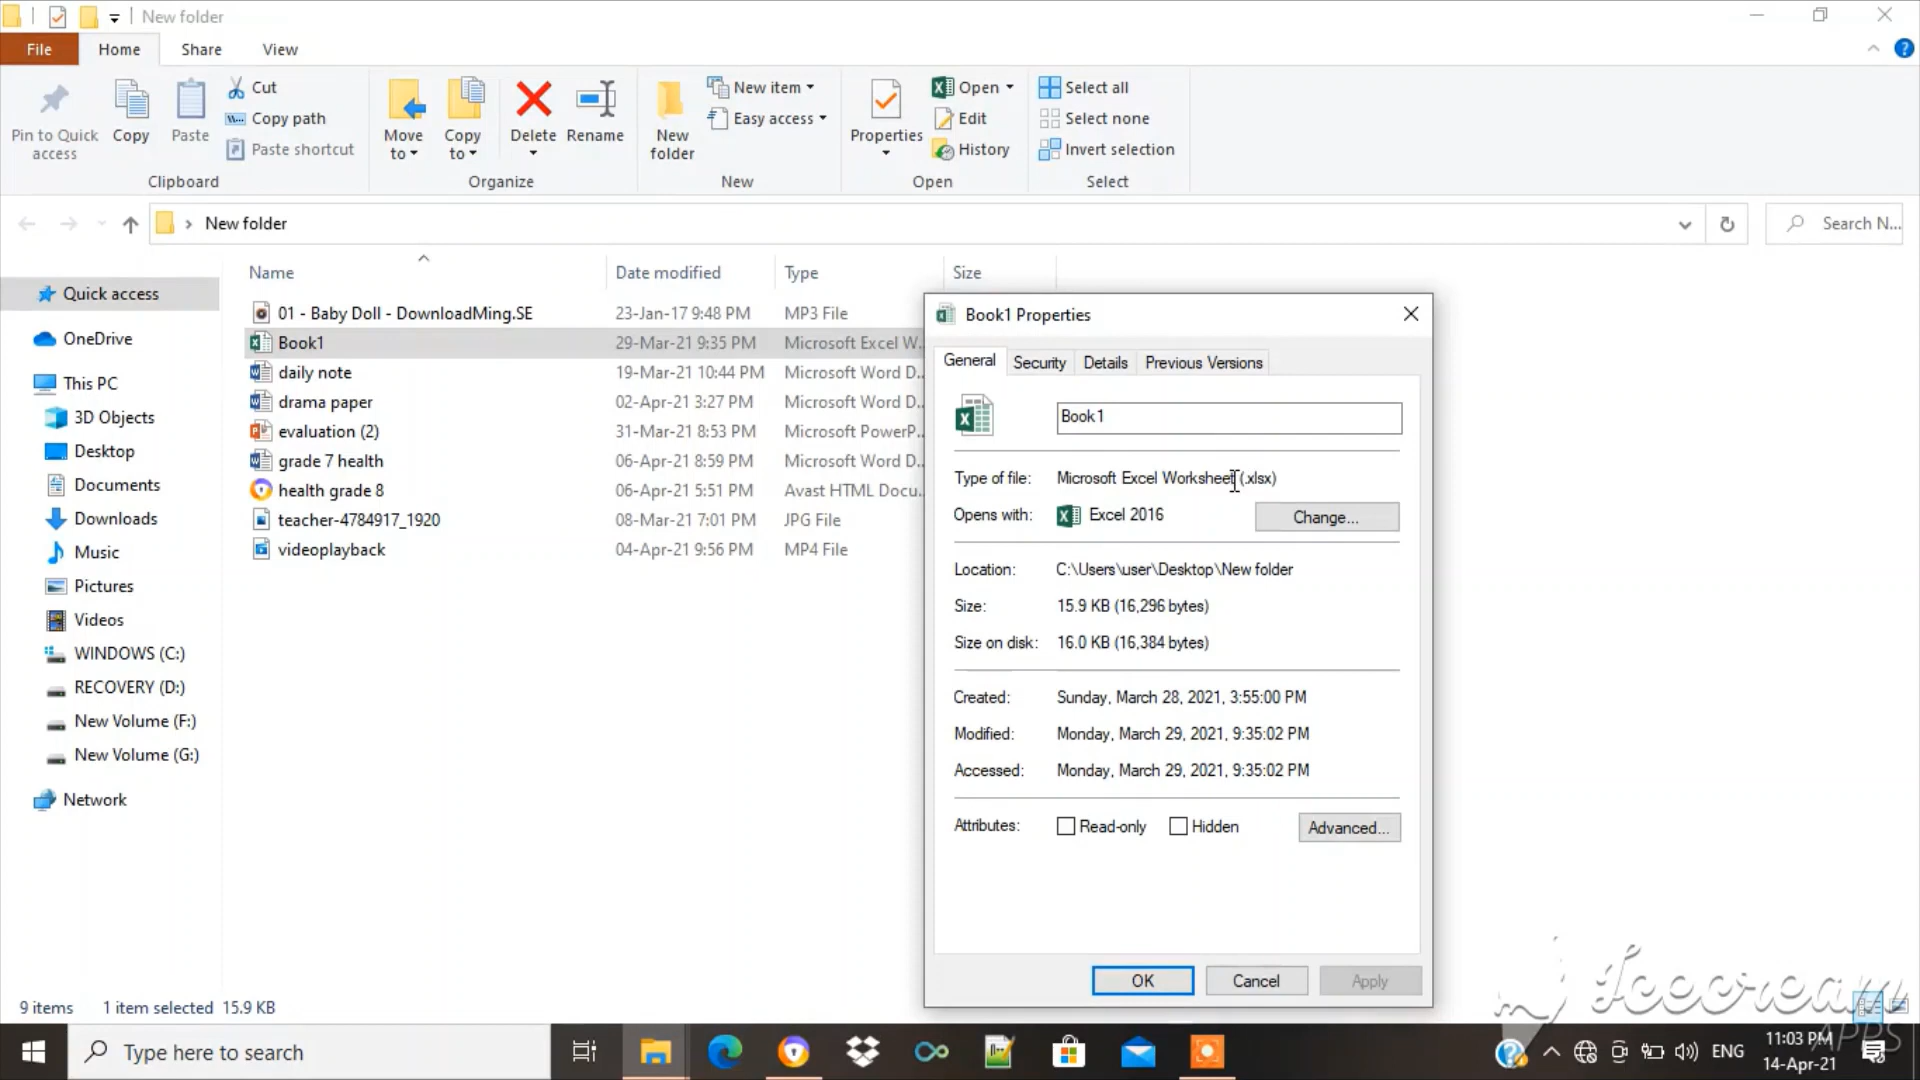 New folder
File Home Share View
Pin to Quick access
Copy
Paste
Cut
Copy path
Paste shortcut
Clipboard
Move to
Copy to
Delete
Rename
Organize
New folder
New item
Easy access
New
Properties
Open
Edit
History
Open
Select all
Select none
Invert selection
Select
New folder
Search N...
Name Date modified Type Size
Quick access
OneDrive
This PC
3D Objects
Desktop
Documents
Downloads
Music
Pictures
Videos
WINDOWS (C:)
RECOVERY (D:)
New Volume (F:)
New Volume (G:)
Network
01 - Baby Doll - DownloadMing.SE 23-Jan-17 9:48 PM MP3 File
Book1 29-Mar-21 9:35 PM Microsoft Excel W...
daily note 19-Mar-21 10:44 PM Microsoft Word D...
drama paper 02-Apr-21 3:27 PM Microsoft Word D...
evaluation (2) 31-Mar-21 8:53 PM Microsoft PowerP...
grade 7 health 06-Apr-21 8:59 PM Microsoft Word D...
health grade 8 06-Apr-21 5:51 PM Avast HTML Docu...
teacher-4784917_1920 08-Mar-21 7:01 PM JPG File
videoplayback 04-Apr-21 9:56 PM MP4 File
Book1 Properties
General Security Details Previous Versions
Book1
Type of file: Microsoft Excel Worksheet (.xlsx)
Opens with: Excel 2016 Change...
Location: C:\Users\user\Desktop\New folder
Size: 15.9 KB (16,296 bytes)
Size on disk: 16.0 KB (16,384 bytes)
Created: Sunday, March 28, 2021, 3:55:00 PM
Modified: Monday, March 29, 2021, 9:35:02 PM
Accessed: Monday, March 29, 2021, 9:35:02 PM
Attributes: Read-only Hidden Advanced...
OK Cancel Apply
9 items 1 item selected 15.9 KB
Icecream
APPS
Type here to search
ENG
11:03 PM
14-Apr-21